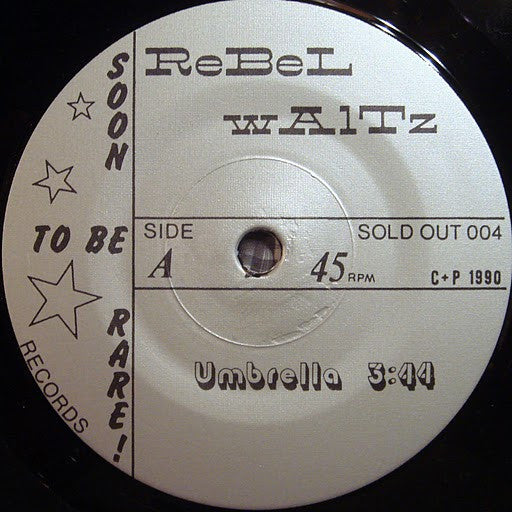 ReBeL
wAlTz
SOON
TO BE
RARE!
RECORDS
SIDE
A
45 RPM
SOLD OUT 004
C+P 1990
Umbrella 3:44